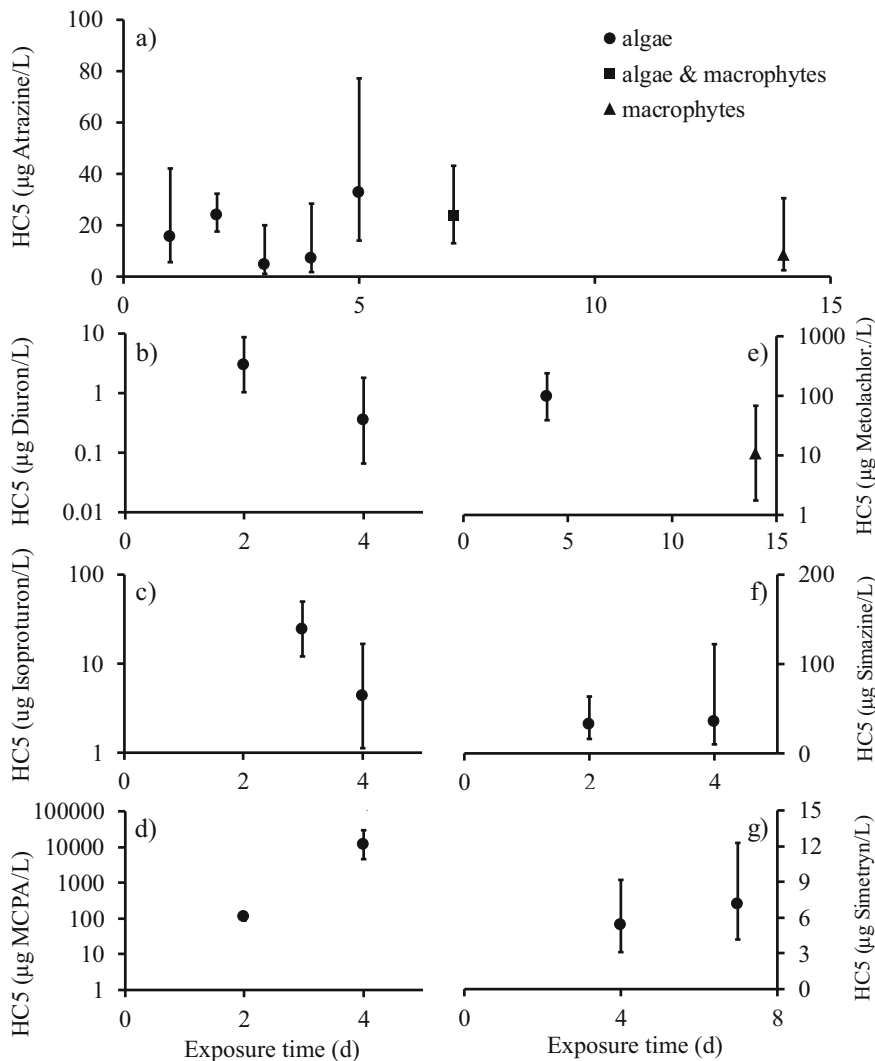 a)
HC5 (µg Atrazine/L)
100
80
60
40
20
0
0 5 10 15
algae
algae & macrophytes
macrophytes
b)
HC5 (µg Diuron/L)
10
1
0.1
0.01
0 2 4
e)
HC5 (µg Metolachlor./L)
1000
100
10
1
0 5 10 15
c)
HC5 (ug Isoproturon/L)
100
10
1
0 2 4
f)
HC5 (µg Simazine/L)
200
100
0
0 2 4
d)
HC5 (µg MCPA/L)
100000
10000
1000
100
10
1
0 2 4
Exposure time (d)
g)
HC5 (µg Simetryn/L)
15
12
9
6
3
0
0 4 8
Exposure time (d)